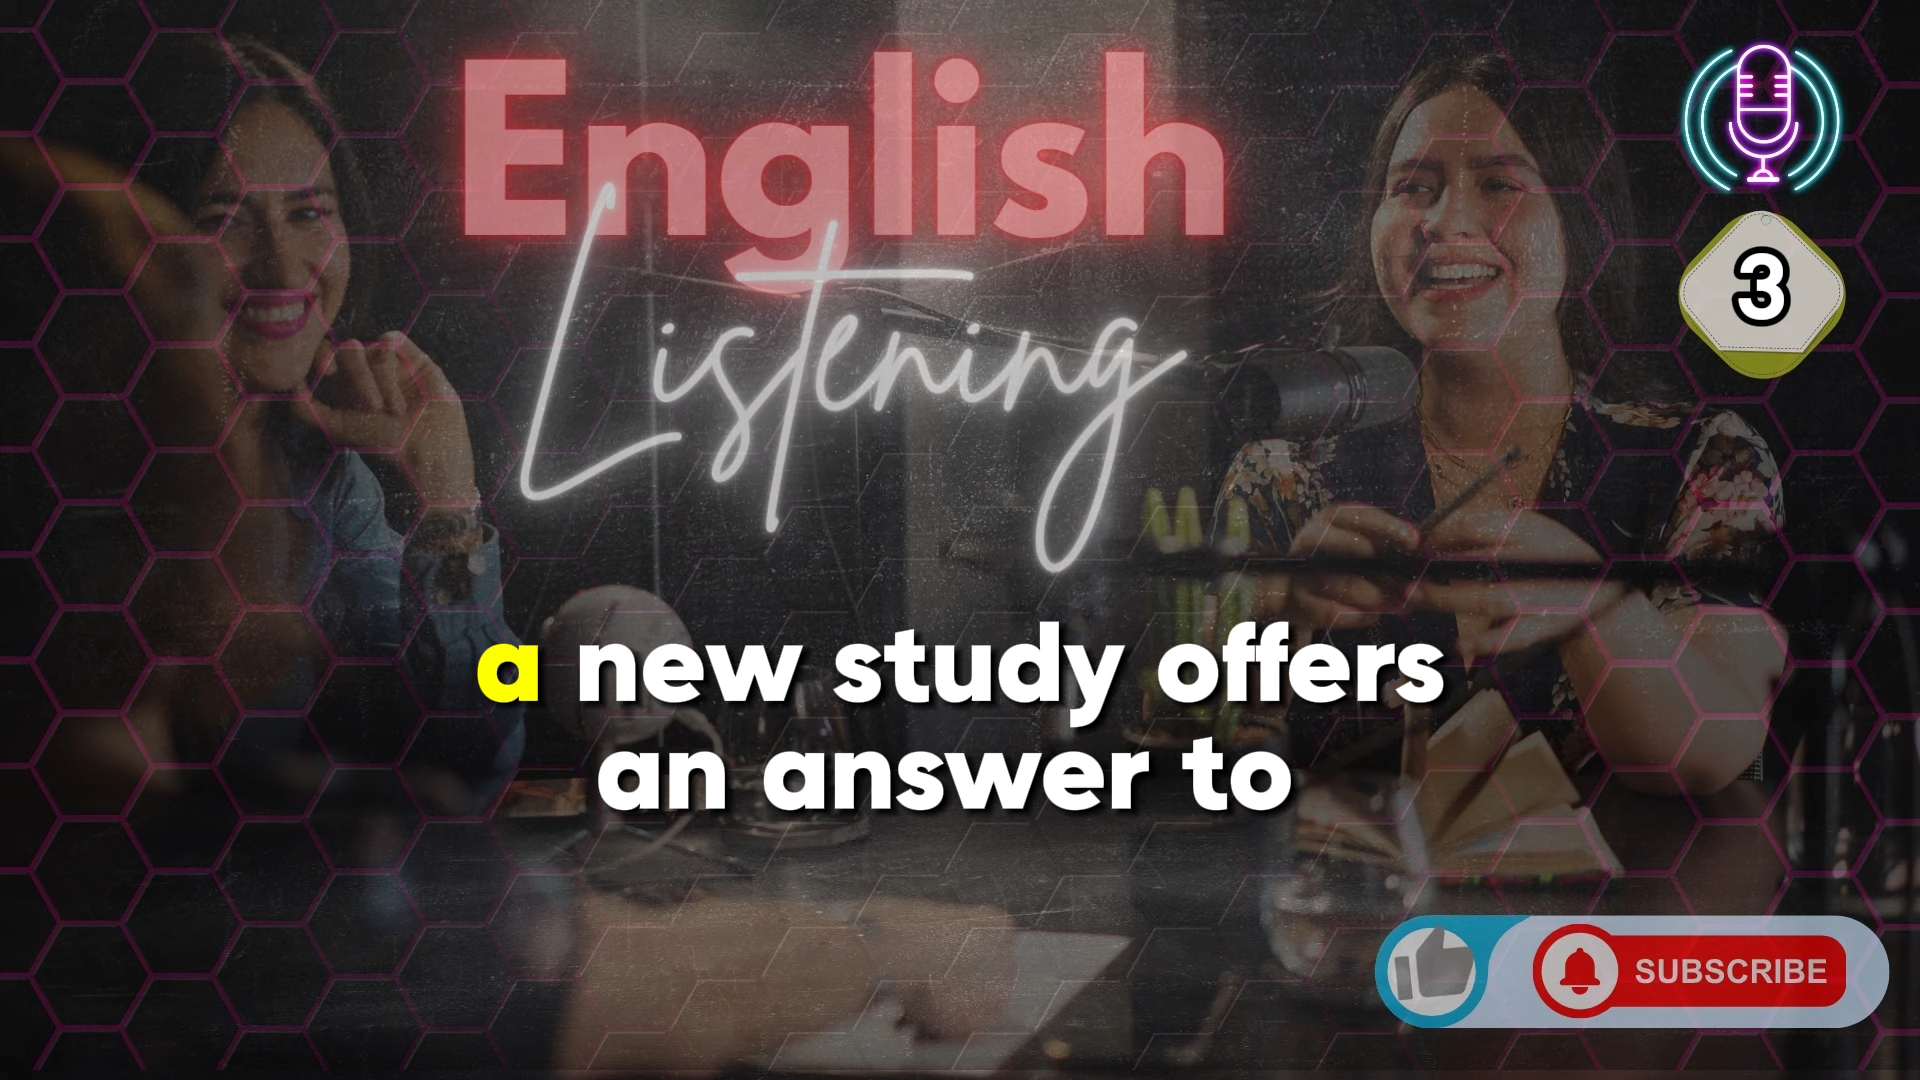 English
Listening
3
a new study offers
an answer to
SUBSCRIBE